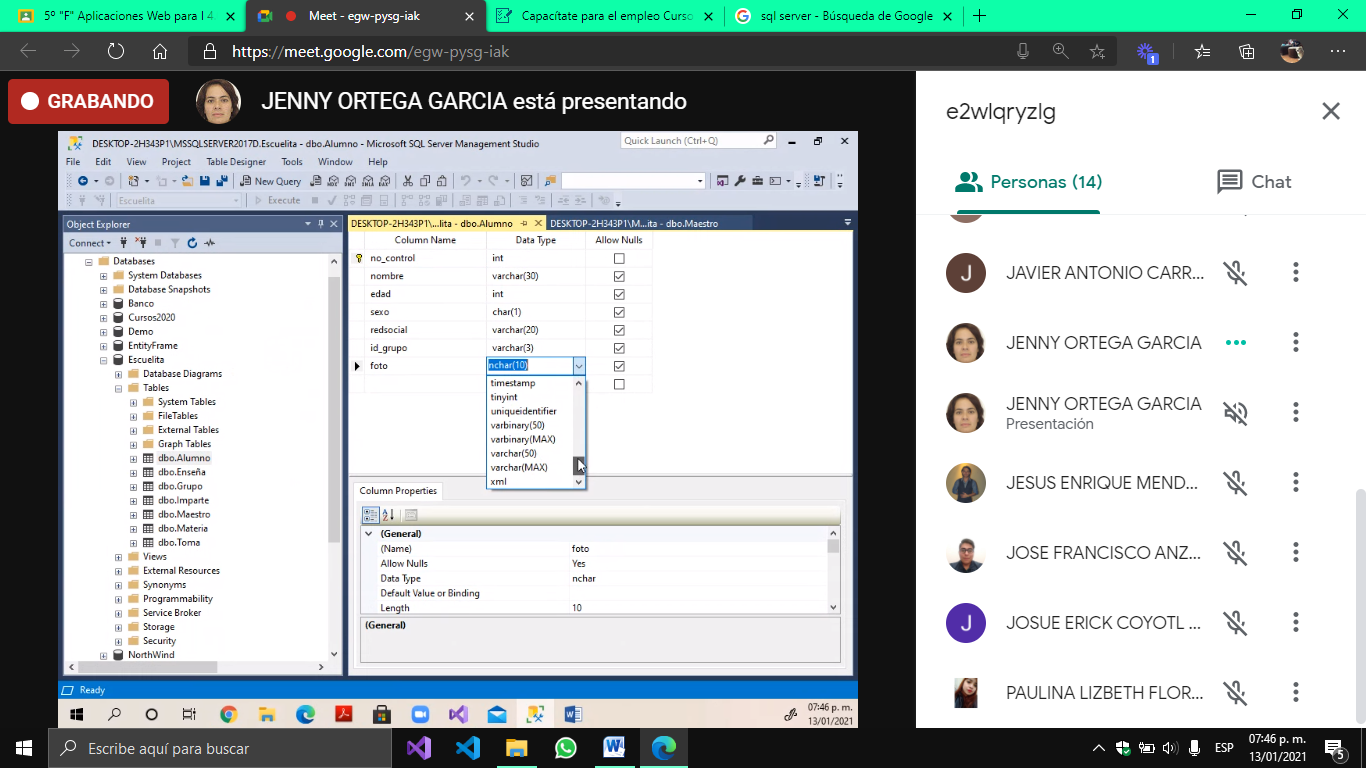 5º "F" Aplicaciones Web para I 4.
Meet - egw-pysg-iak
Capacítate para el empleo Curso
sql server - Búsqueda de Google
https://meet.google.com/egw-pysg-iak
1
GRABANDO
JENNY ORTEGA GARCIA está presentando
DESKTOP-2H343P1\MSSQLSERVER2017D.Escuelita - dbo.Alumno - Microsoft SQL Server Management Studio
Quick Launch (Ctrl+Q)
File Edit View Project Table Designer Tools Window Help
New Query
Escuelita
Execute
Object Explorer
Connect
Databases
System Databases
Database Snapshots
Banco
Cursos2020
Demo
EntityFrame
Escuelita
Database Diagrams
Tables
System Tables
FileTables
External Tables
Graph Tables
dbo.Alumno
dbo.Enseña
dbo.Grupo
dbo.Imparte
dbo.Maestro
dbo.Materia
dbo.Toma
Views
External Resources
Synonyms
Programmability
Service Broker
Storage
Security
NorthWind
DESKTOP-2H343P1\...lita - dbo.Alumno
DESKTOP-2H343P1\M...ita - dbo.Maestro
Column Name Data Type Allow Nulls
no_control int
nombre varchar(30)
edad int
sexo char(1)
redsocial varchar(20)
id_grupo varchar(3)
foto nchar(10)
timestamp
tinyint
uniqueidentifier
varbinary(50)
varbinary(MAX)
varchar(50)
varchar(MAX)
xml
Column Properties
(General)
(Name) foto
Allow Nulls Yes
Data Type nchar
Default Value or Binding
Length 10
(General)
Ready
07:46 p. m.
13/01/2021
e2wlqryzlg
Personas (14)
Chat
J
JAVIER ANTONIO CARR...
JENNY ORTEGA GARCIA
JENNY ORTEGA GARCIA
Presentación
JESUS ENRIQUE MEND...
JOSE FRANCISCO ANZ...
J
JOSUE ERICK COYOTL ...
PAULINA LIZBETH FLOR...
Escribe aquí para buscar
ESP
07:46 p. m.
13/01/2021
5